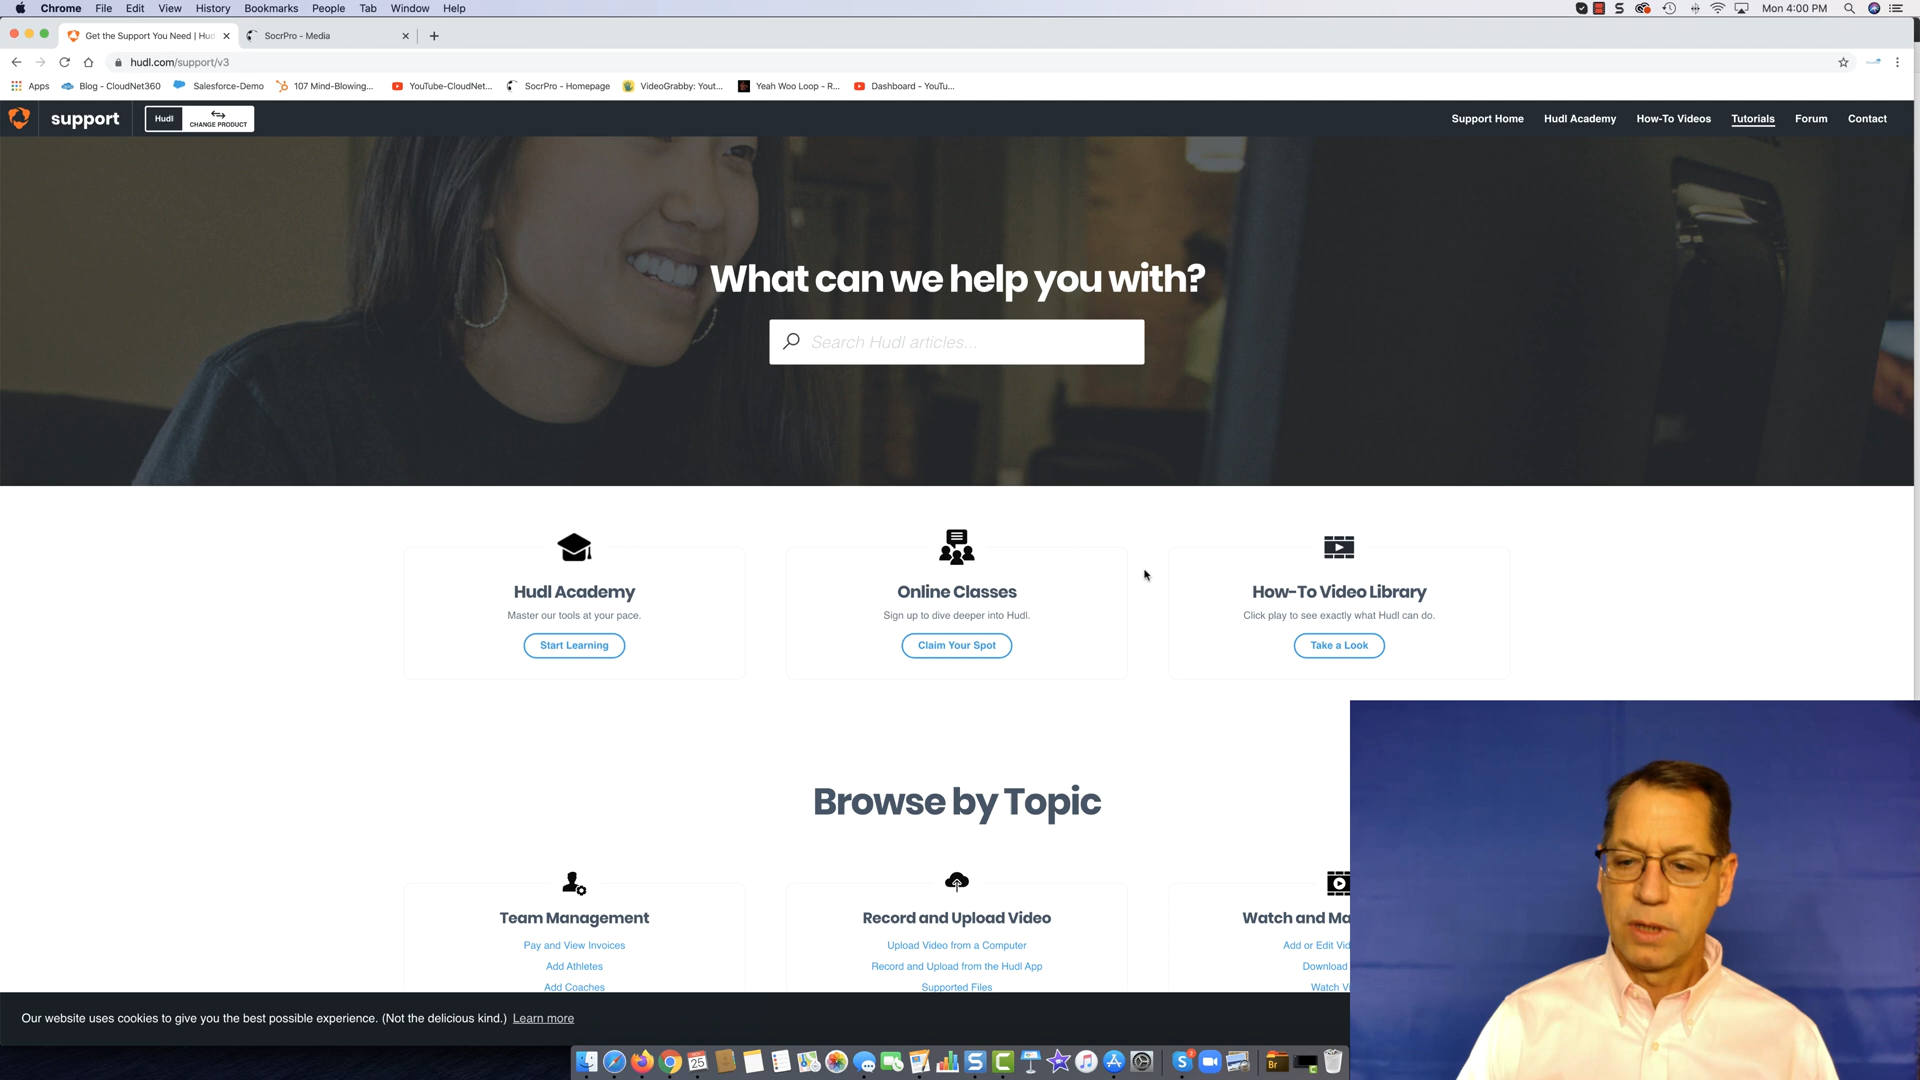 Chrome File Edit View History Bookmarks People Tab Window Help
Mon 4:00 PM
Get the Support You Need | Hud
SocrPro - Media
hudl.com/support/v3
Apps
Blog - CloudNet360
Salesforce-Demo
107 Mind-Blowing...
YouTube-CloudNet...
SocrPro - Homepage
VideoGrabby: Yout...
Yeah Woo Loop - R...
Dashboard - YouTu...
support
Hudl
CHANGE PRODUCT
Support Home
Hudl Academy
How-To Videos
Tutorials
Forum
Contact
What can we help you with?
Search Hudl articles...
Hudl Academy
Master our tools at your pace.
Start Learning
Online Classes
Sign up to dive deeper into Hudl.
Claim Your Spot
How-To Video Library
Click play to see exactly what Hudl can do.
Take a Look
Browse by Topic
Team Management
Pay and View Invoices
Add Athletes
Add Coaches
Record and Upload Video
Upload Video from a Computer
Record and Upload from the Hudl App
Supported Files
Watch and Ma
Add or Edit Vid
Download
Watch Vi
Our website uses cookies to give you the best possible experience. (Not the delicious kind.) Learn more
25
Br